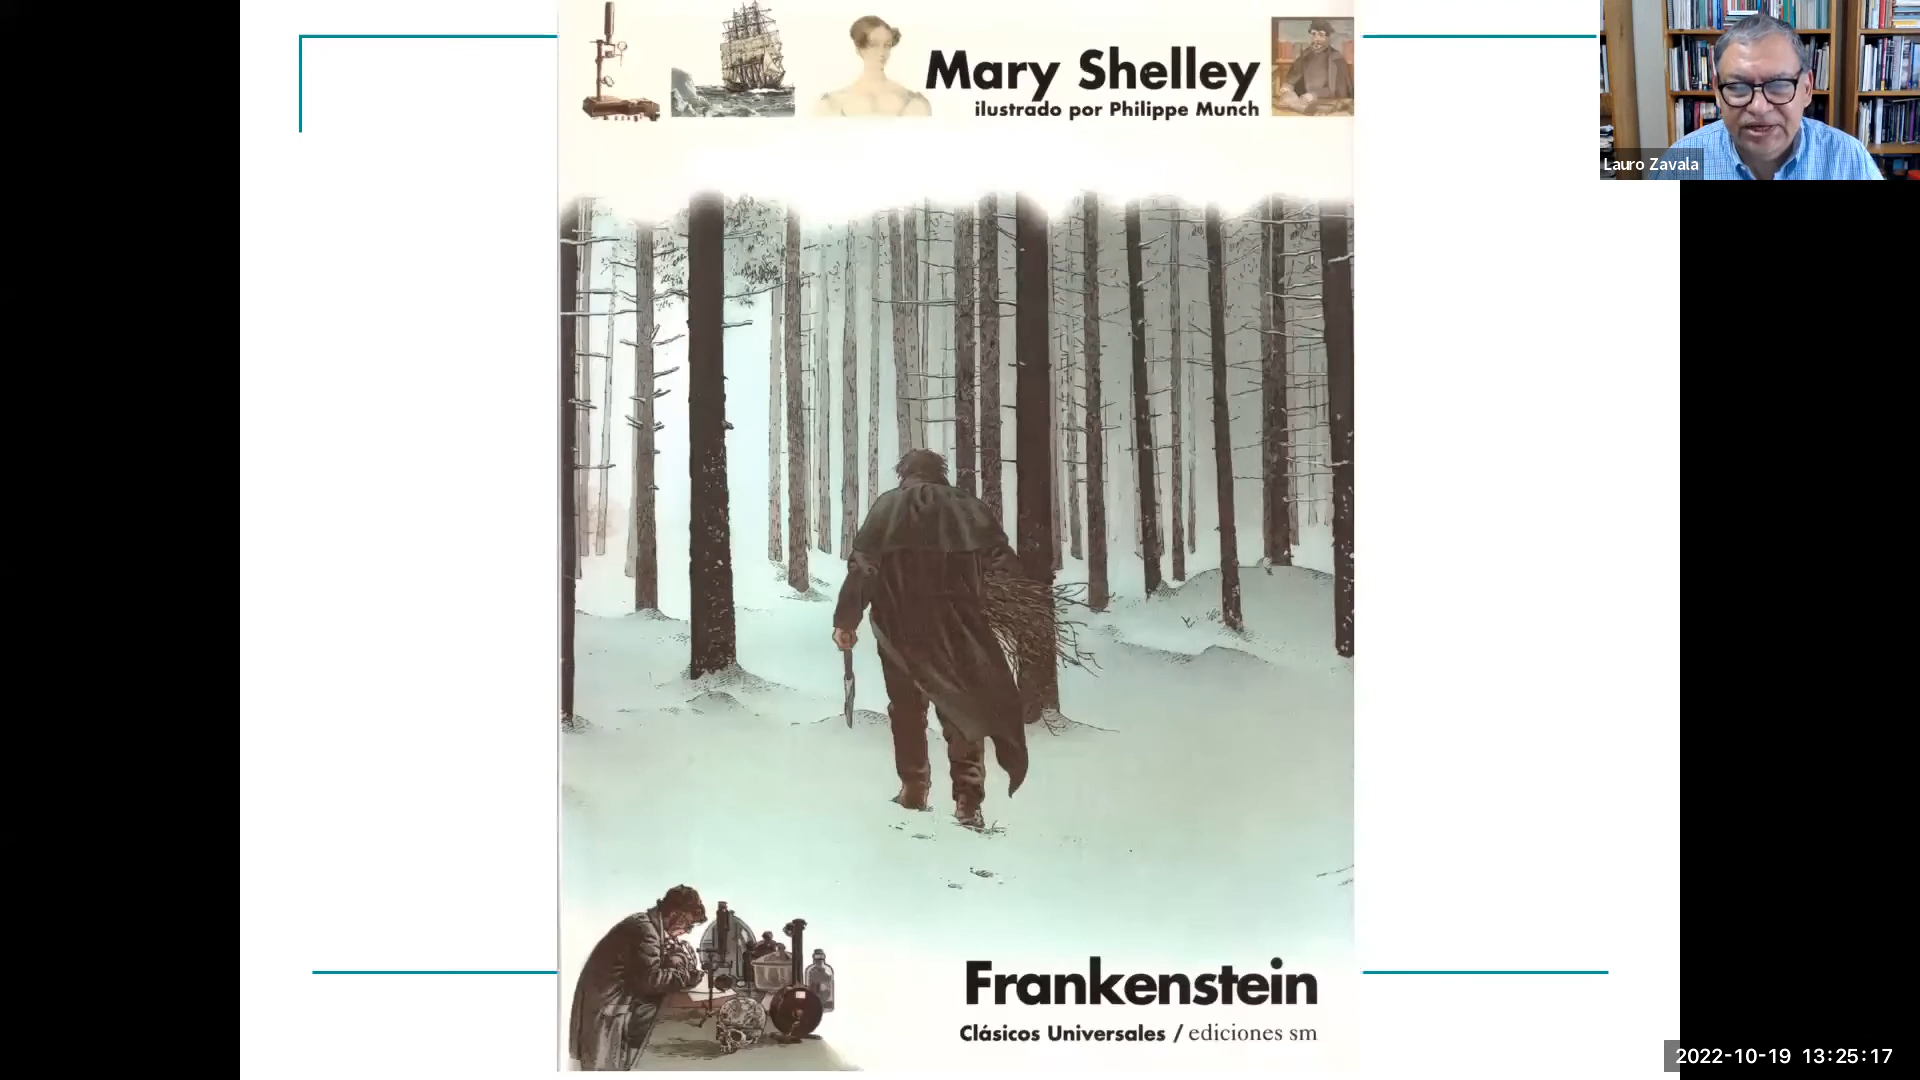 Mary Shelley
ilustrado por Philippe Munch
Lauro Zavala
Frankenstein
Clásicos Universales / ediciones sm
2022-10-19 13:25:17